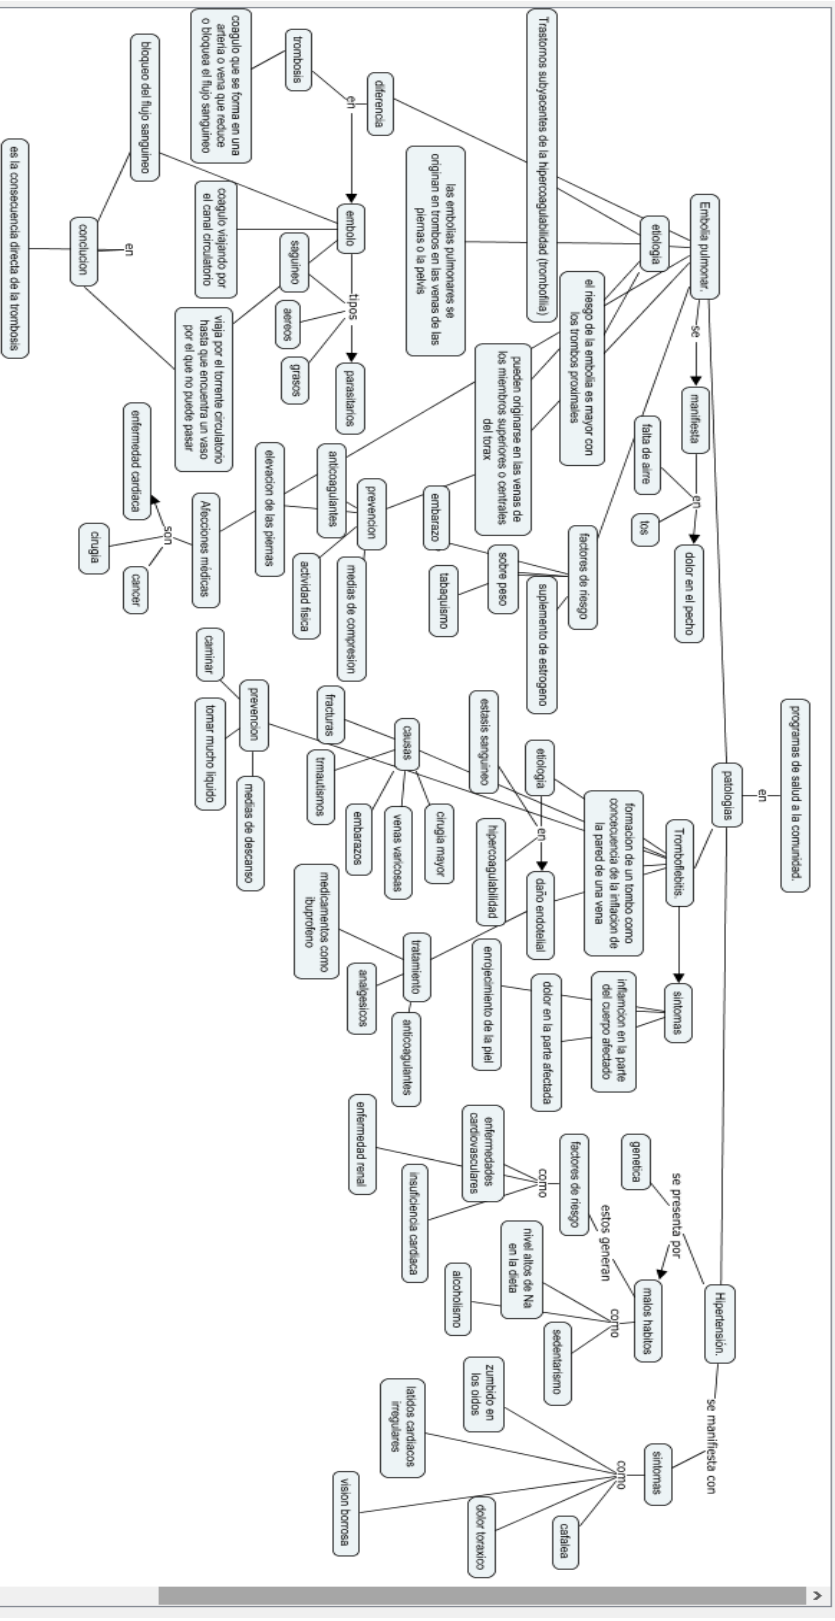 programas de salud a la comunidad.
en
patologias
Embolia pulmonar.
se
manifiesta
en
falta de airre
tos
dolor en el pecho
etiologia
Trastornos subyacentes de la hipercoagulabilidad (trombofilia)
las embolias pulmonares se
originan en trombos en las venas de las
piernas o la pelvis
el riesgo de la embolia es mayor con
los trombos proximales
pueden originarse en las venas de
los miembros superiores o centrales
del torax
factores de riesgo
embarazo
sobre peso
tabaquismo
suplemento de estrogeno
diferencia
en
trombosis
coagulo que se forma en una
arteria o vena que reduce
o bloquea el flujo sanguineo
embolo
bloqueo del flujo sanguineo
coagulo viajando por
el canal circulatorio
viaja por el torrente circulatorio
hasta que encuentra un vaso
por el que no puede pasar
tipos
saguineo
aereos
grasos
parasitarios
conclucion
en
es la consecuencia directa de la trombosis
prevencion
anticoagulantes
elevacion de las piernas
actividad fisica
medias de compresion
Afecciones médicas
son
enfermedad cardiaca
cirugia
cancer
Tromboflebitis.
formacion de un tombo como
concecuencia de la inflacion de
la pared de una vena
etiologia
en
estasis sanguineo
hipercoagulabilidad
daño endotelial
causas
fracturas
trmautismos
embarazos
venas varicosas
cirugia mayor
prevencion
caminar
tomar mucho liquido
medias de descanso
tratamiento
medicamentos como
ibuprofeno
analgesicos
anticoagulantes
sintomas
inflamcion en la parte
del cuerpo afectado
dolor en la parte afectada
enrojecimiento de la piel
Hipertensión.
se presenta por
genetica
malos habitos
estos generan
factores de riesgo
como
enfermedades
cardiovasculares
enfermedad renal
insuficiencia cardiaca
como
nivel altos de Na
en la dieta
alcoholismo
sedentarismo
se manifiesta con
sintomas
como
zumbido en
los oidos
latidos cardiacos
irregulares
vision borrosa
dolor toraxico
cafalea